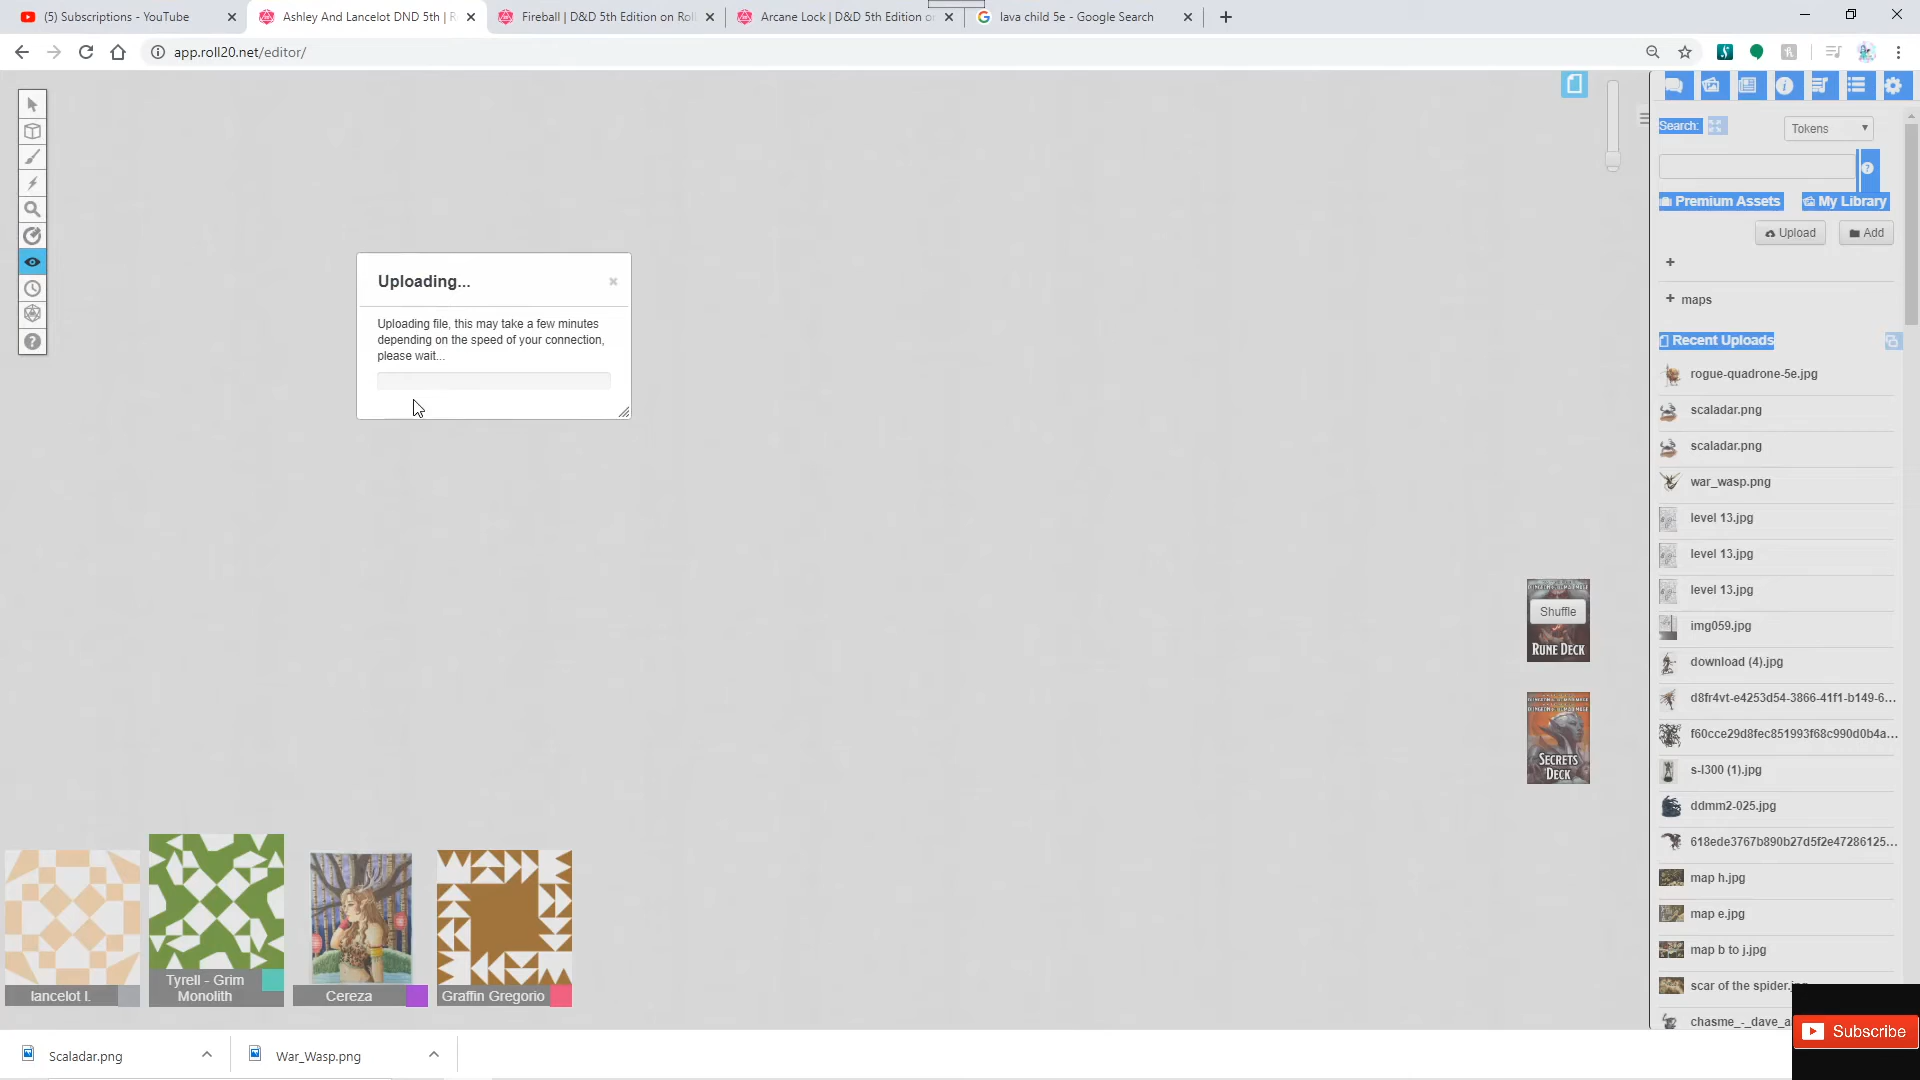 (5) Subscriptions - YouTube
Ashley And Lancelot DND 5th | R
Fireball | D&D 5th Edition on Roll
Arcane Lock | D&D 5th Edition or
lava child 5e - Google Search
app.roll20.net/editor/
Search:
Tokens
Premium Assets
My Library
Upload
Add
maps
Uploading...
Uploading file, this may take a few minutes
depending on the speed of your connection,
please wait...
Recent Uploads
rogue-quadrone-5e.jpg
scaladar.png
scaladar.png
war_wasp.png
level 13.jpg
level 13.jpg
level 13.jpg
img059.jpg
download (4).jpg
d8fr4vt-e4253d54-3866-41f1-b149-6...
f60cce29d8fec851993f68c990d0b4a...
s-l300 (1).jpg
ddmm2-025.jpg
618ede3767b890b27d5f2e47286125...
map h.jpg
map e.jpg
map b to j.jpg
scar of the spider.
chasme_-_dave_a
Shuffle
RUNE DECK
SECRETS
DECK
lancelot l.
Tyrell - Grim
Monolith
Cereza
Graffin Gregorio
Subscribe
Scaladar.png
War_Wasp.png